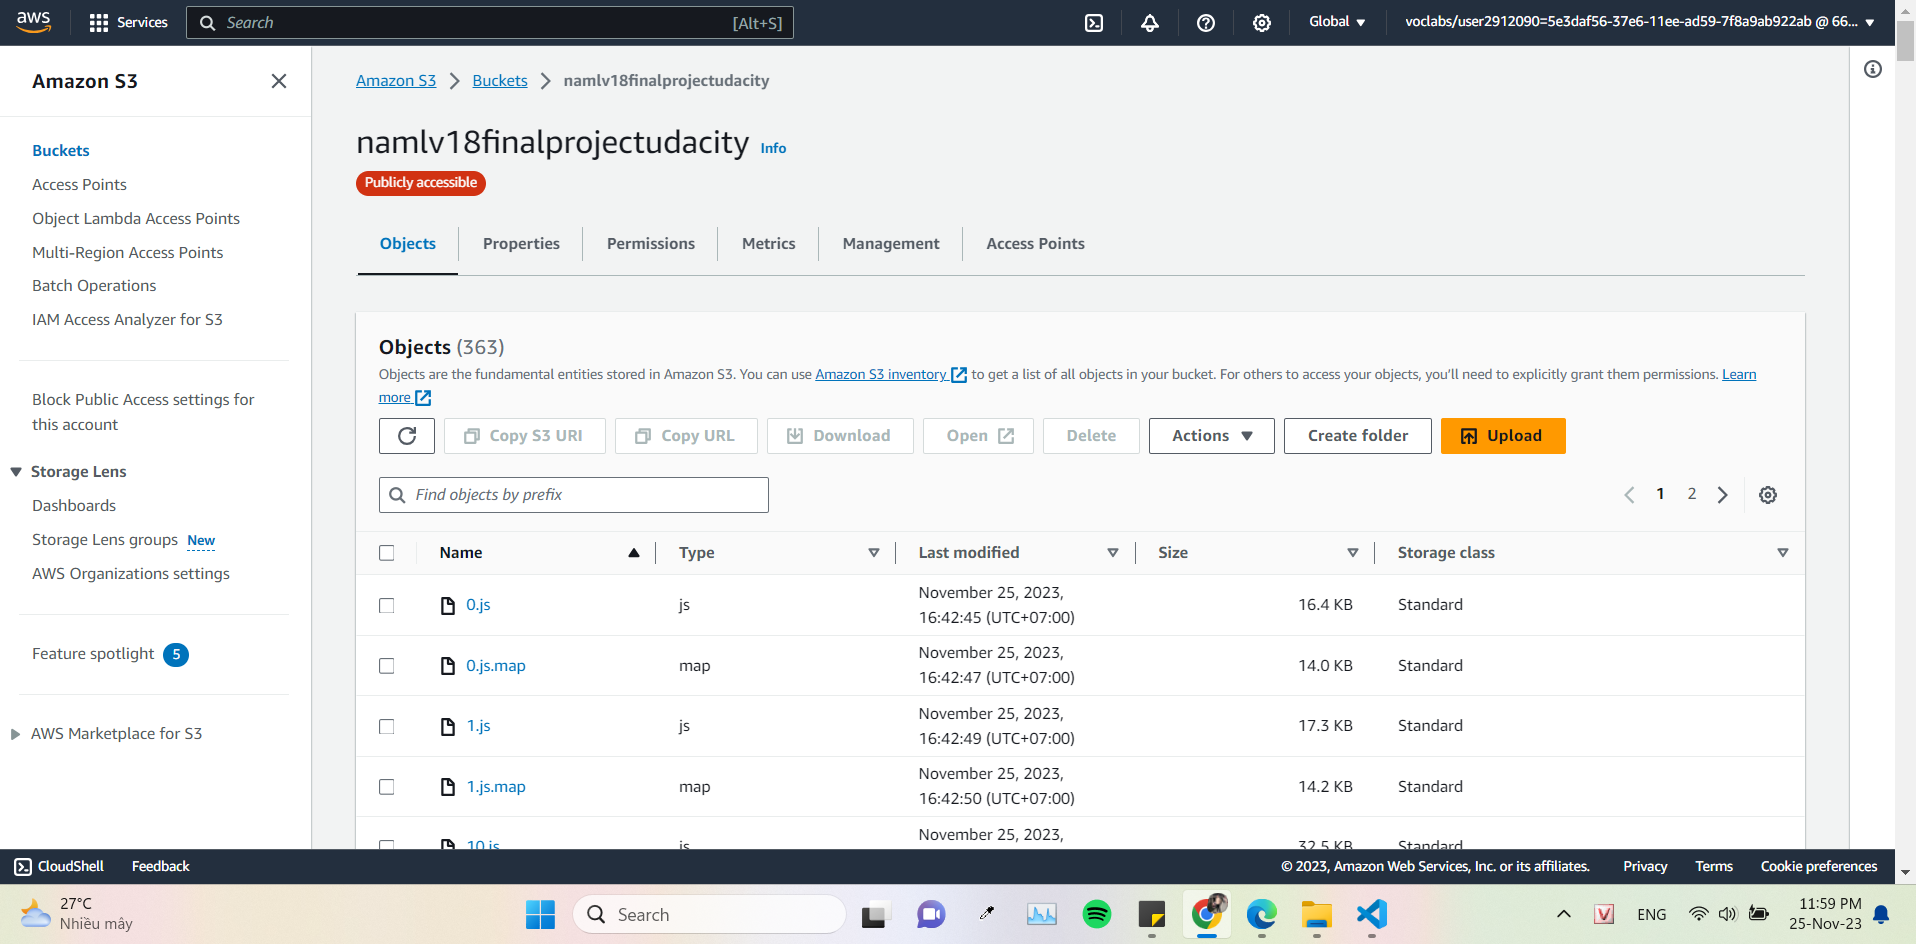 aws
Services
Search
[Alt+S]
Global
voclabs/user2912090=5e3daf56-37e6-11ee-ad59-7f8a9ab922ab @ 66...
Amazon S3
Buckets
Access Points
Object Lambda Access Points
Multi-Region Access Points
Batch Operations
IAM Access Analyzer for S3
Block Public Access settings for
this account
Storage Lens
Dashboards
Storage Lens groups New
AWS Organizations settings
Feature spotlight 5
AWS Marketplace for S3
Amazon S3 Buckets namlv18finalprojectudacity
namlv18finalprojectudacity Info
Publicly accessible
Objects Properties Permissions Metrics Management Access Points
Objects (363)
Objects are the fundamental entities stored in Amazon S3. You can use Amazon S3 inventory to get a list of all objects in your bucket. For others to access your objects, you'll need to explicitly grant them permissions. Learn
more
Copy S3 URI Copy URL Download Open Delete Actions Create folder Upload
Find objects by prefix
1 2
Name Type Last modified Size Storage class
0.js js November 25, 2023, 16.4 KB Standard
16:42:45 (UTC+07:00)
0.js.map map November 25, 2023, 14.0 KB Standard
16:42:47 (UTC+07:00)
1.js js November 25, 2023, 17.3 KB Standard
16:42:49 (UTC+07:00)
1.js.map map November 25, 2023, 14.2 KB Standard
16:42:50 (UTC+07:00)
10.js js November 25, 2023, 32.5 KB Standard
CloudShell Feedback © 2023, Amazon Web Services, Inc. or its affiliates. Privacy Terms Cookie preferences
27°C
Nhiều mây
Search
ENG
11:59 PM
25-Nov-23